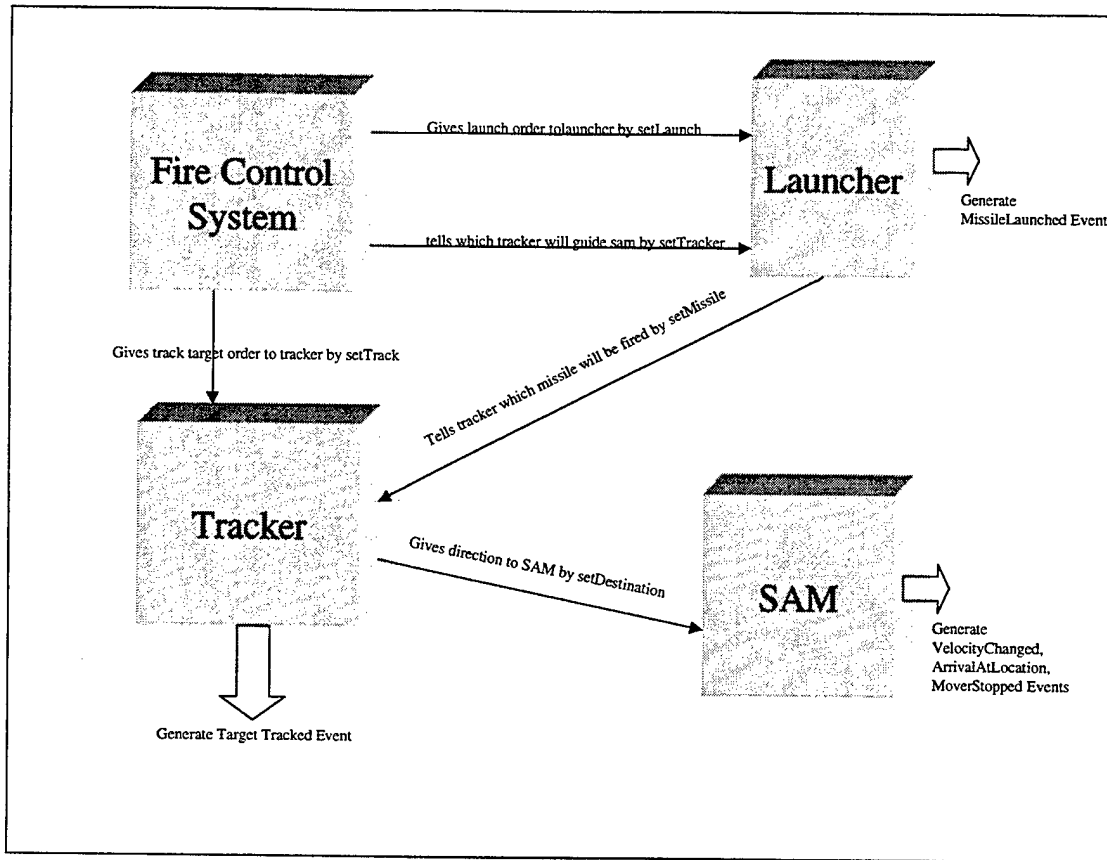 Fire Control
System
Gives launch order tolauncher by setLaunch
tells which tracker will guide sam by setTracker
Launcher
Generate
MissileLaunched Event
Gives track target order to tracker by setTrack
Tells tracker which missile will be fired by setMissile
Tracker
Gives direction to SAM by setDestination
SAM
Generate
VelocityChanged,
ArrivalAtLocation,
MoverStopped Events
Generate Target Tracked Event